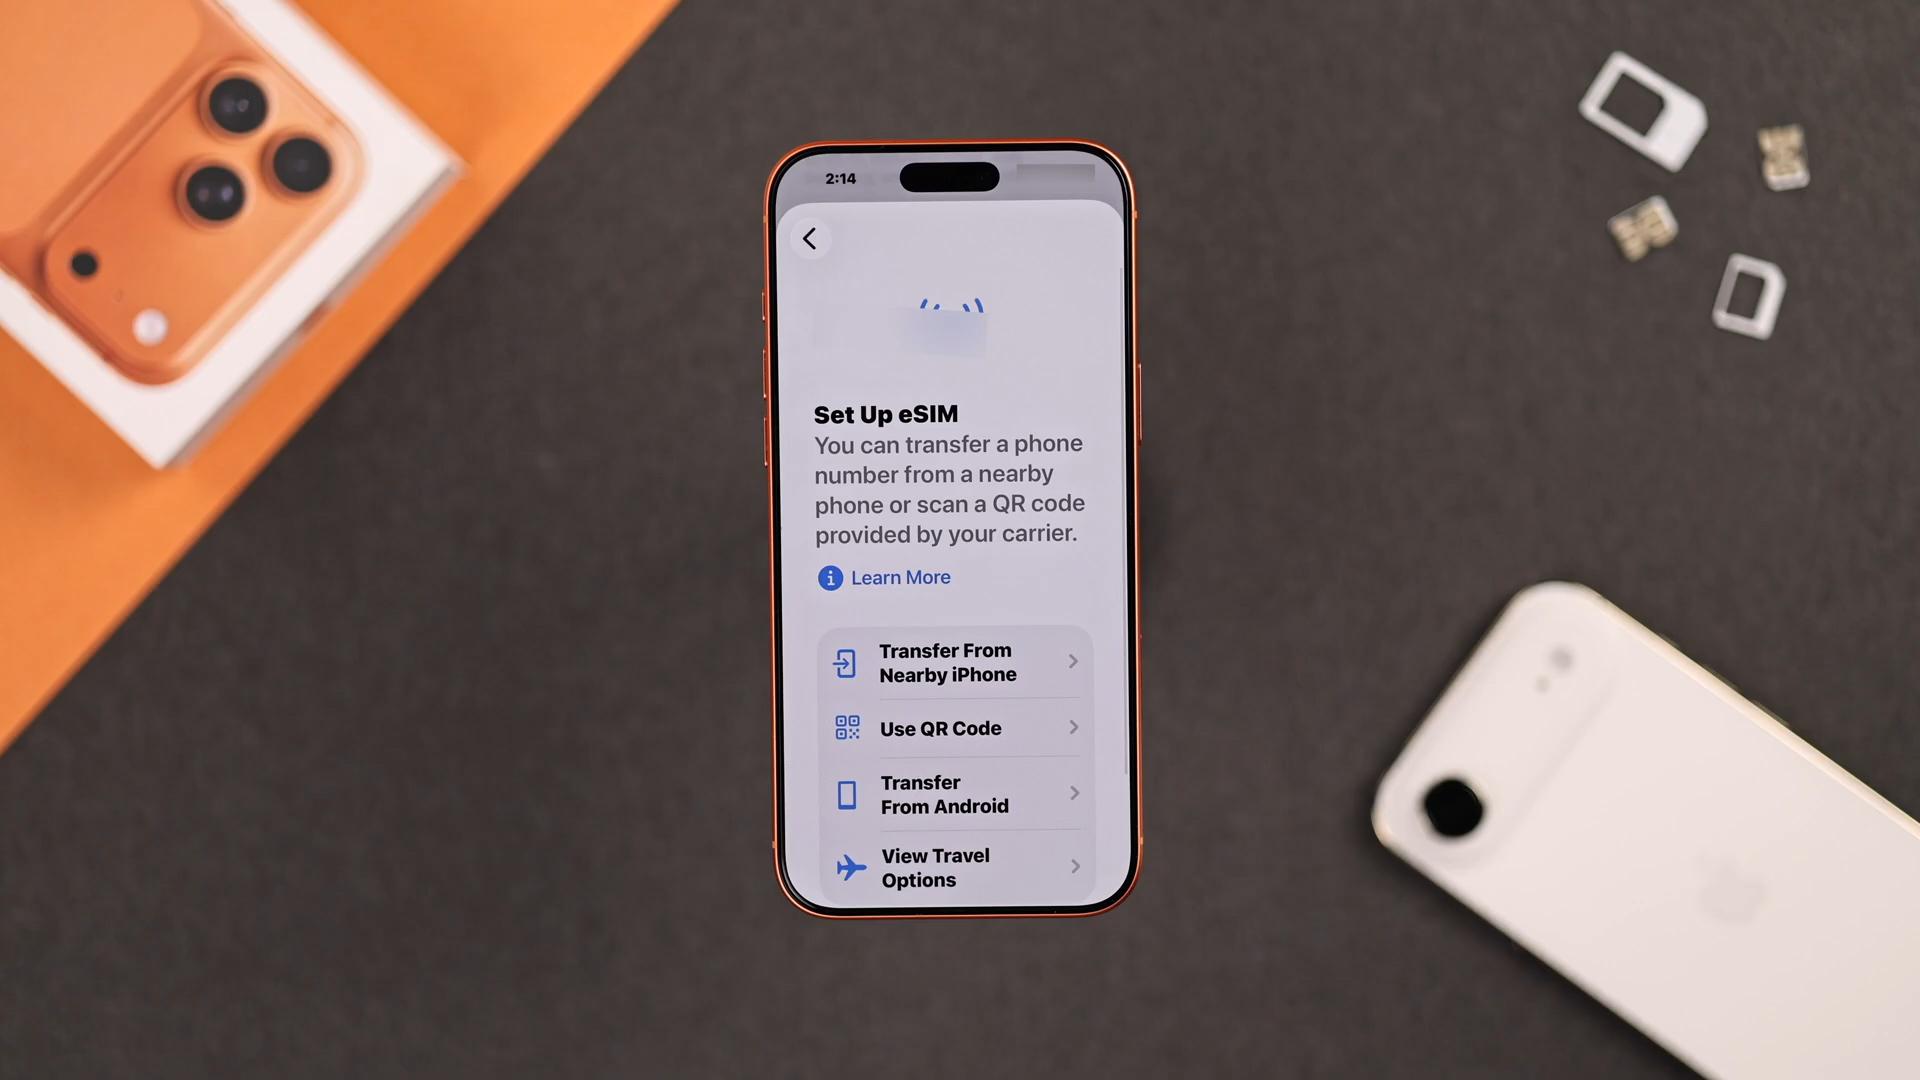 2:14
Set Up eSIM
You can transfer a phone
number from a nearby
phone or scan a QR code
provided by your carrier.
Learn More
Transfer From
Nearby iPhone
Use QR Code
Transfer
From Android
View Travel
Options